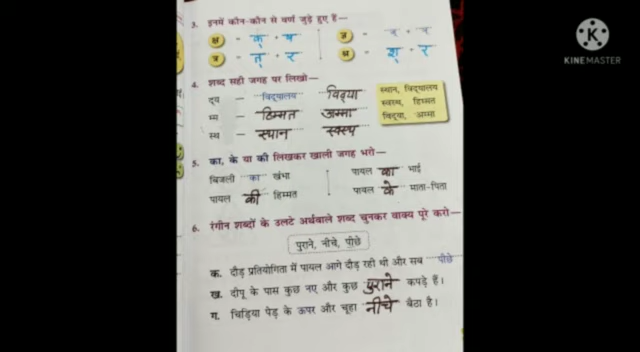 3. इनमें कौन-कौन से वर्ण जुड़े हुए हैं—
क्ष = क् + ष
त्र = त् + र
श्र = श् + र
4. शब्द सही जगह पर लिखो—
स्थान, विद्यालय
स्वस्थ, हिम्मत
विद्या, अम्मा
द्य – विद्यालय विद्या
म्म – हिम्मत अम्मा
स्थ – स्थान स्वस्थ
5. का, के या की लिखकर खाली जगह भरो—
बिजली का खंभा पायल का भाई
पायल की हिम्मत पायल के माता-पिता
6. रंगीन शब्दों के उलटे अर्थवाले शब्द चुनकर वाक्य पूरे करो—
पुराने, नीचे, पीछे
क. दौड़ प्रतियोगिता में पायल आगे दौड़ रही थी और सब पीछे
ख. दीपू के पास कुछ नए और कुछ पुराने कपड़े हैं।
ग. चिड़िया पेड़ के ऊपर और चूहा नीचे बैठा है।
KINEMASTER